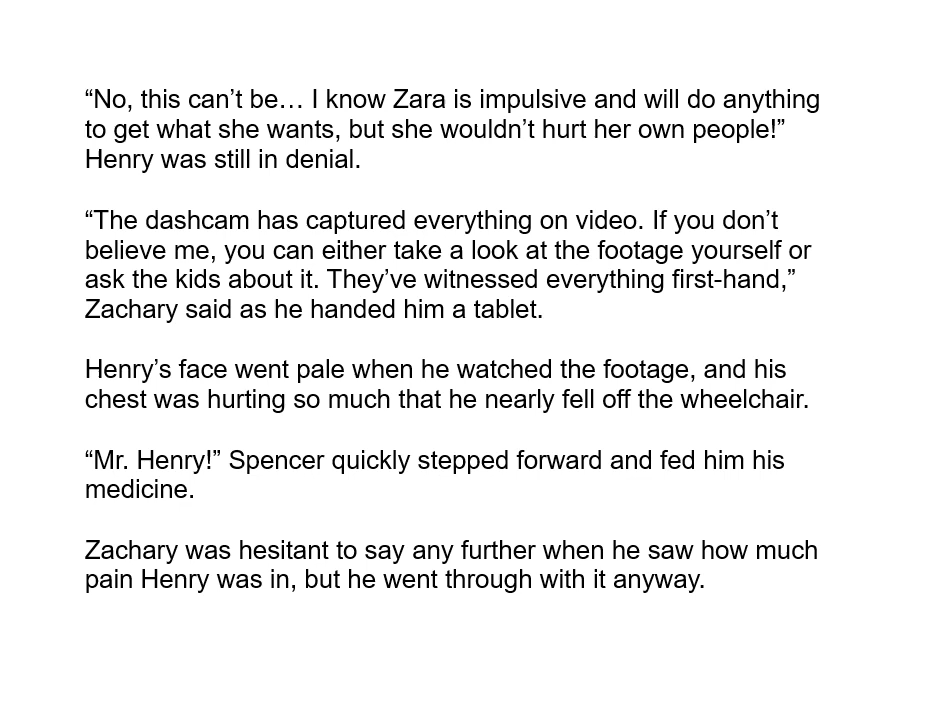 “No, this can’t be… I know Zara is impulsive and will do anything
to get what she wants, but she wouldn’t hurt her own people!”
Henry was still in denial.
“The dashcam has captured everything on video. If you don’t
believe me, you can either take a look at the footage yourself or
ask the kids about it. They’ve witnessed everything first-hand,”
Zachary said as he handed him a tablet.
Henry’s face went pale when he watched the footage, and his
chest was hurting so much that he nearly fell off the wheelchair.
“Mr. Henry!” Spencer quickly stepped forward and fed him his
medicine.
Zachary was hesitant to say any further when he saw how much
pain Henry was in, but he went through with it anyway.